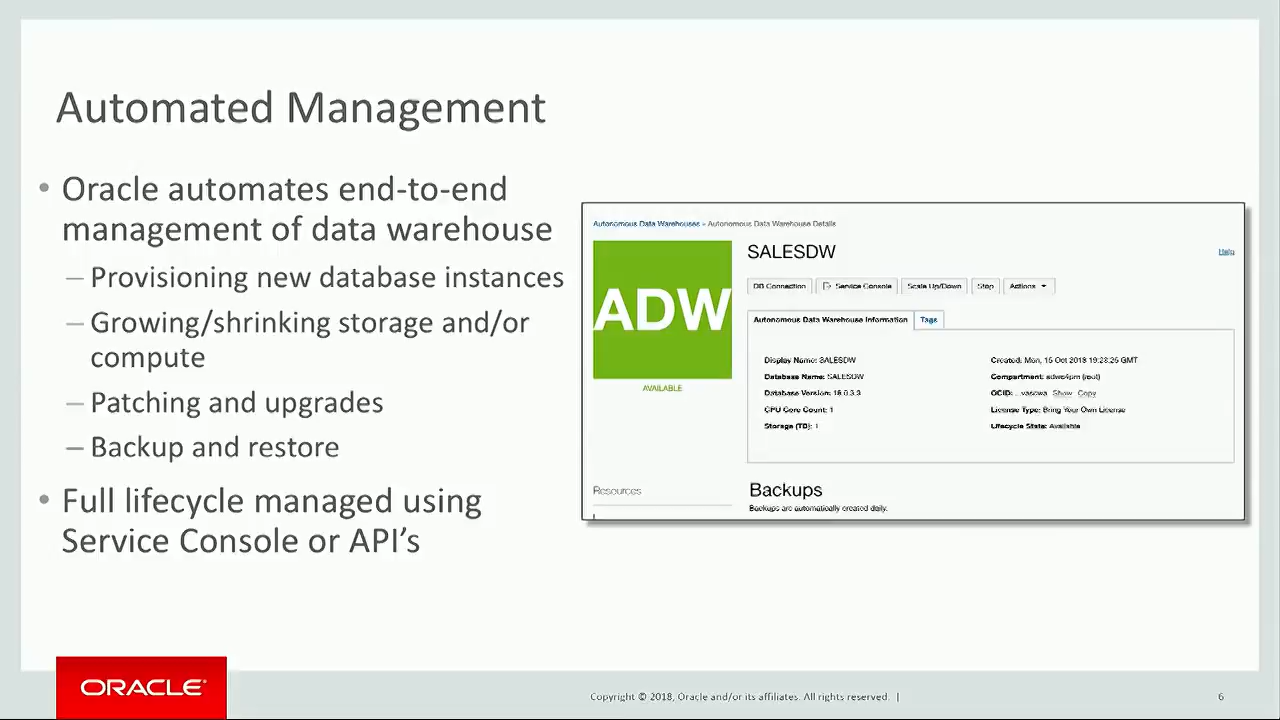 Automated Management
• Oracle automates end-to-end
management of data warehouse
– Provisioning new database instances
– Growing/shrinking storage and/or
compute
– Patching and upgrades
– Backup and restore
• Full lifecycle managed using
Service Console or API's
Autonomous Data Warehouses » Autonomous Data Warehouse Details
ADW
AVAILABLE
SALESDW
Help
DB Connection Service Console Scale Up/Down Stop Actions
Autonomous Data Warehouse Information Tags
Display Name: SALESDW
Database Name: SALESDW
Database Version: 18.0.3.3
CPU Core Count: 1
Storage (TB): 1
Created: Mon, 15 Oct 2018 19:23:25 GMT
Compartment: (root)
OCID: Show Copy
License Type: Bring Your Own License
Lifecycle State: Available
Resources
Backups
Backups are automatically created daily.
ORACLE®
Copyright © 2018, Oracle and/or its affiliates. All rights reserved. |
6